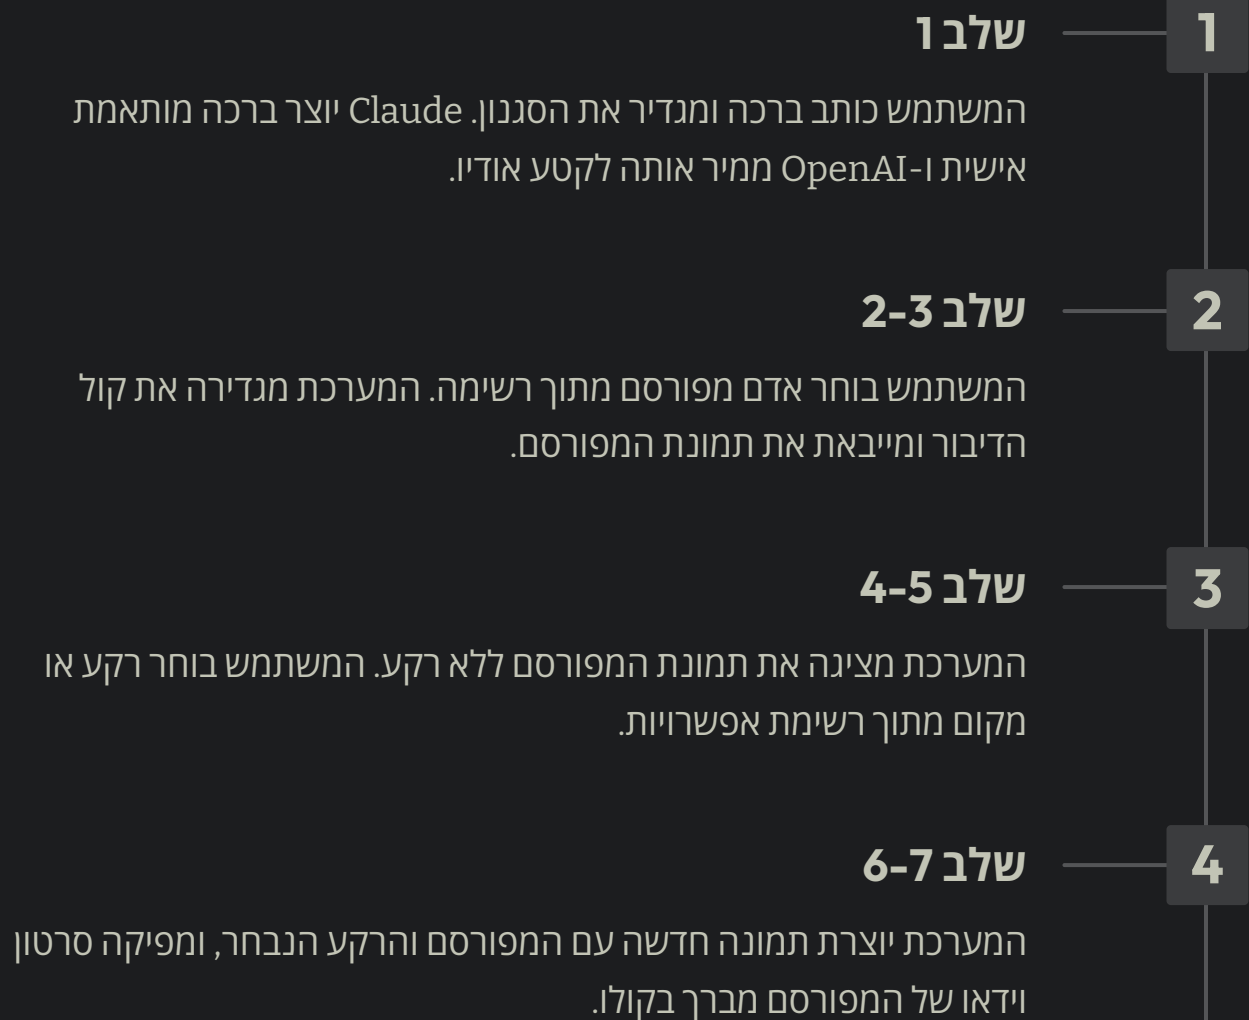 1
שלב 1
המשתמש כותב ברכה ומגדיר את הסגנון. Claude יוצר ברכה מותאמת
אישית ו-OpenAI ממיר אותה לקטע אודיו.
2
שלב 2-3
המשתמש בוחר אדם מפורסם מתוך רשימה. המערכת מגדירה את קול
הדיבור ומייבאת את תמונת המפורסם.
3
שלב 4-5
המערכת מציגה את תמונת המפורסם ללא רקע. המשתמש בוחר רקע או
מקום מתוך רשימת אפשרויות.
4
שלב 6-7
המערכת יוצרת תמונה חדשה עם המפורסם והרקע הנבחר, ומפיקה סרטון
וידאו של המפורסם מברך בקולו.